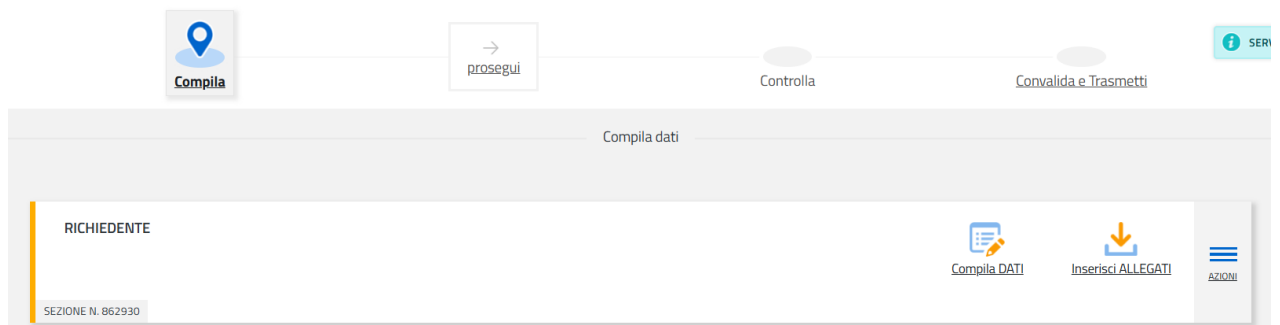 Compila
prosegui
Controlla
Convalida e Trasmetti
Compila dati
RICHIEDENTE
Compila DATI
Inserisci ALLEGATI
AZIONI
SEZIONE N. 862930